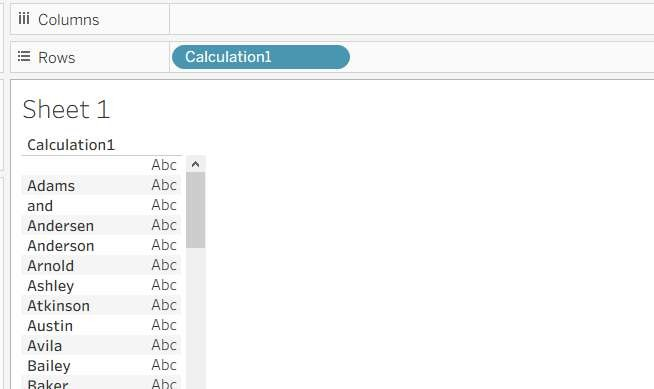 Columns
Rows Calculation1
Sheet 1
Calculation1
Abc
Adams Abc
and Abc
Andersen Abc
Anderson Abc
Arnold Abc
Ashley Abc
Atkinson Abc
Austin Abc
Avila Abc
Bailey Abc
Baker Abc